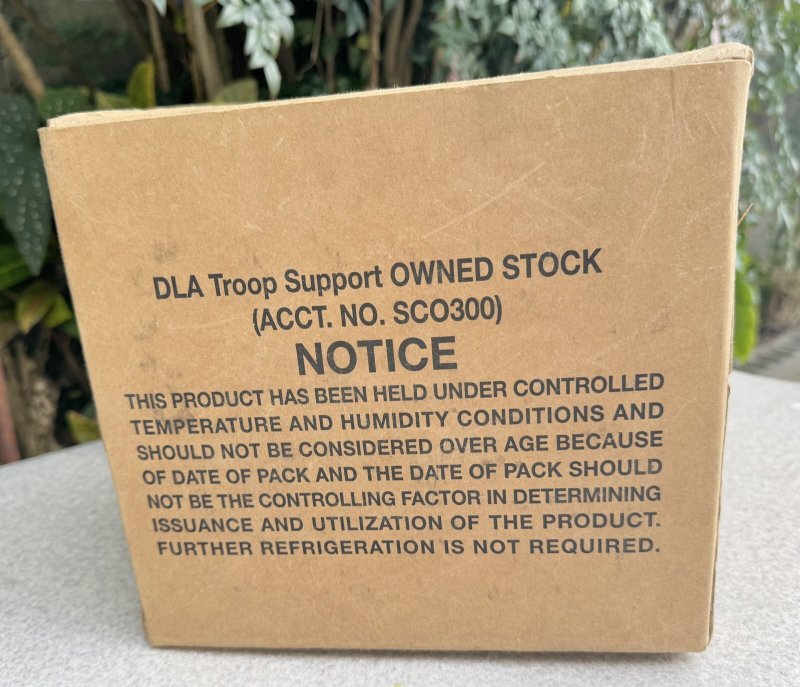 DLA Troop Support OWNED STOCK
(ACCT. NO. SCO300)
NOTICE
THIS PRODUCT HAS BEEN HELD UNDER CONTROLLED
TEMPERATURE AND HUMIDITY CONDITIONS AND
SHOULD NOT BE CONSIDERED OVER AGE BECAUSE
OF DATE OF PACK AND THE DATE OF PACK SHOULD
NOT BE THE CONTROLLING FACTOR IN DETERMINING
ISSUANCE AND UTILIZATION OF THE PRODUCT.
FURTHER REFRIGERATION IS NOT REQUIRED.